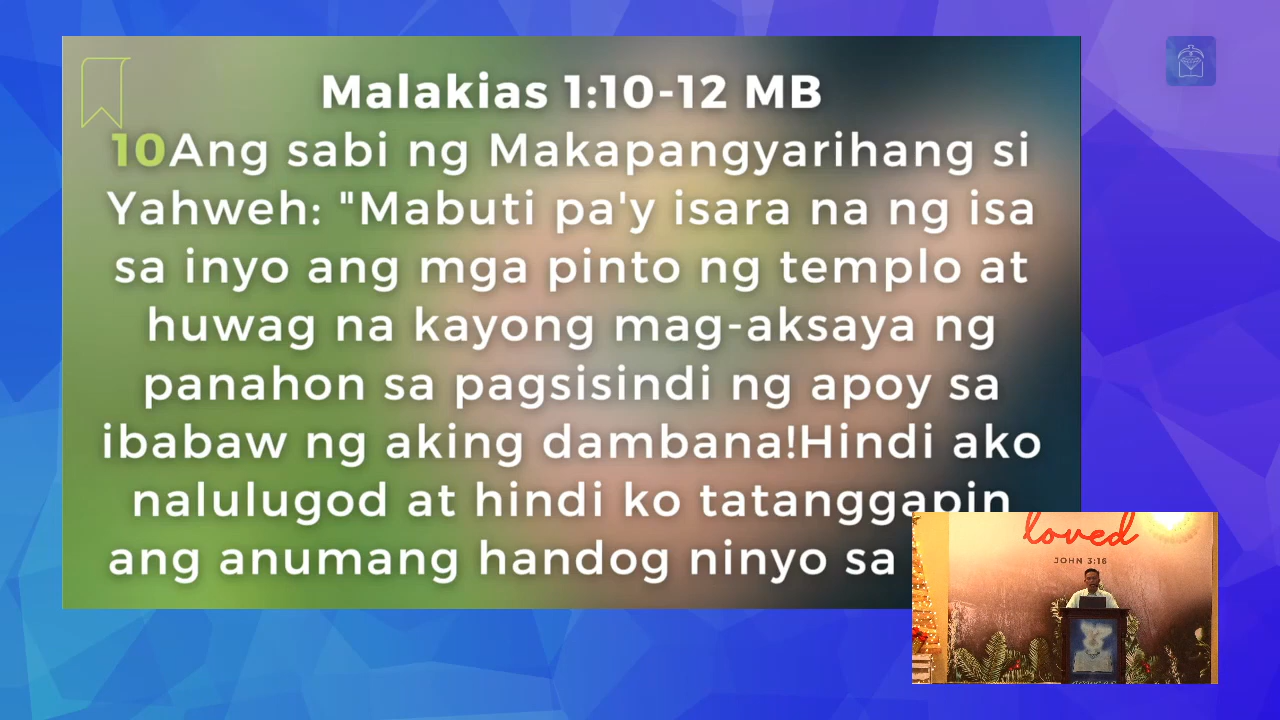 Malakias 1:10-12 MB
10Ang sabi ng Makapangyarihang si
Yahweh: "Mabuti pa'y isara na ng isa
sa inyo ang mga pinto ng templo at
huwag na kayong mag-aksaya ng
panahon sa pagsisindi ng apoy sa
ibabaw ng aking dambana!Hindi ako
nalulugod at hindi ko tatanggapin
ang anumang handog ninyo sa
loved
JOHN 3:16